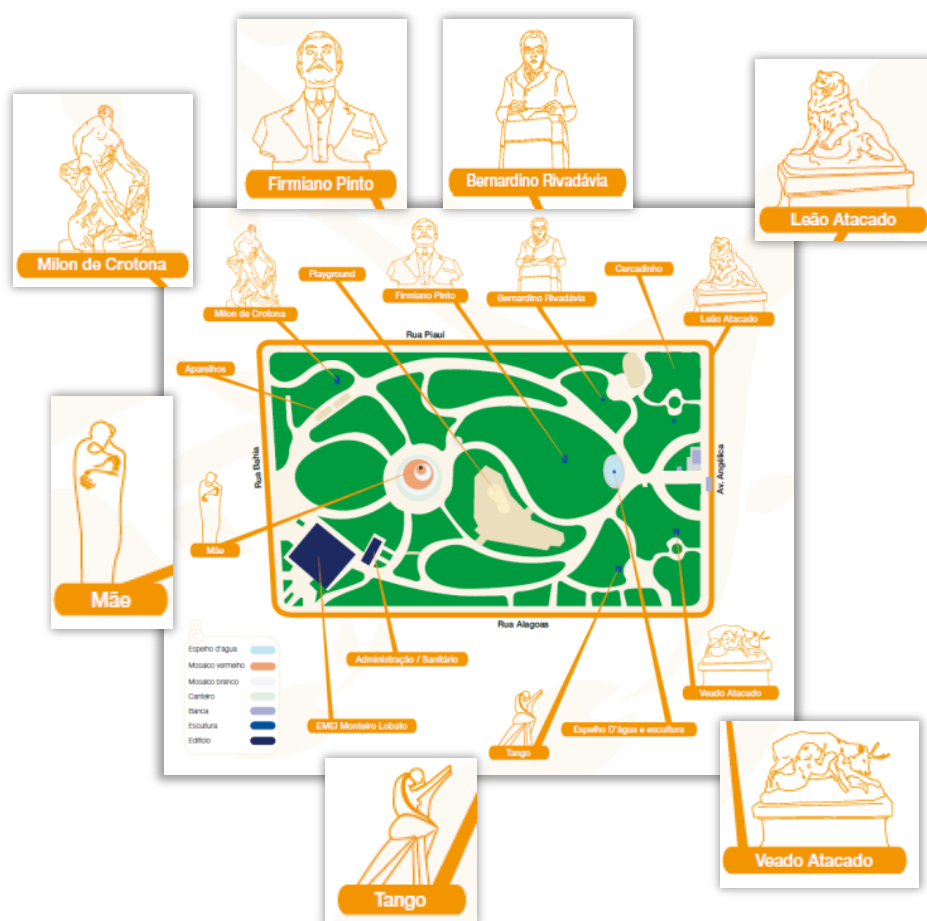 Firmiano Pinto
Bernardino Rivadávia
Leão Atacado
Milon de Crotona
Playground
Cercadinho
Firmiano Pinto
Bernardino Rivadávia
Milon de Crotona
Leão Atacado
Rua Piauí
Aparelhos
Rua Bahia
Av. Angélica
Mãe
Mãe
Rua Alagoas
Espelho d'água
Mosaico vermelho
Mosaico branco
Canteiro
Banca
Escultura
Edifício
Administração / Sanitário
EMEI Monteiro Lobato
Veado Atacado
Espelho D'água e escultura
Tango
Veado Atacado
Tango